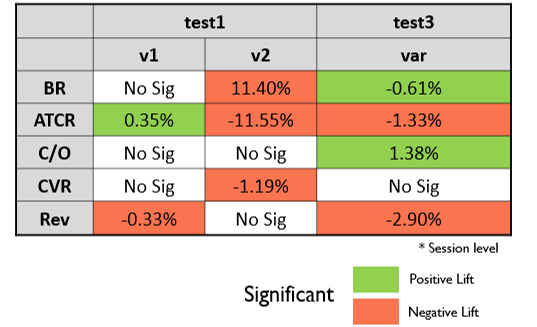 test1 test3
v1 v2 var
BR No Sig 11.40% -0.61%
ATCR 0.35% -11.55% -1.33%
C/O No Sig No Sig 1.38%
CVR No Sig -1.19% No Sig
Rev -0.33% No Sig -2.90%
* Session level
Positive Lift
Significant
Negative Lift